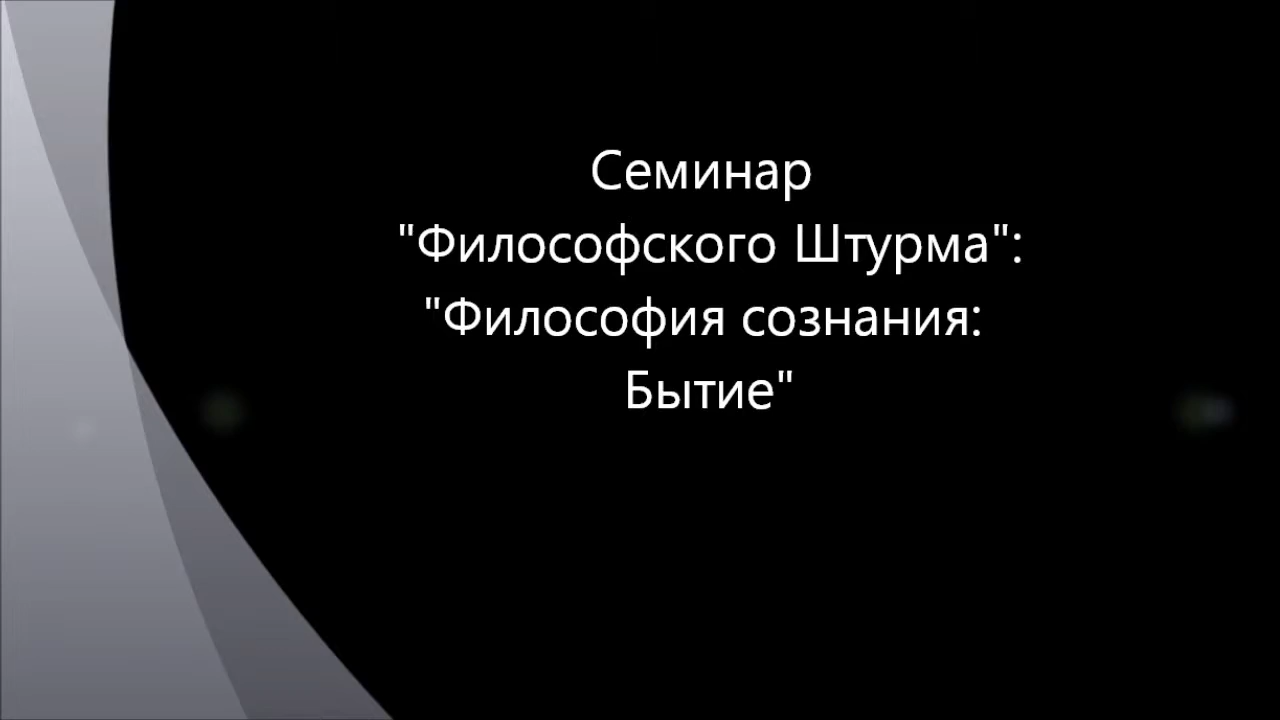 Семинар
"Философского Штурма":
"Философия сознания:
Бытие"